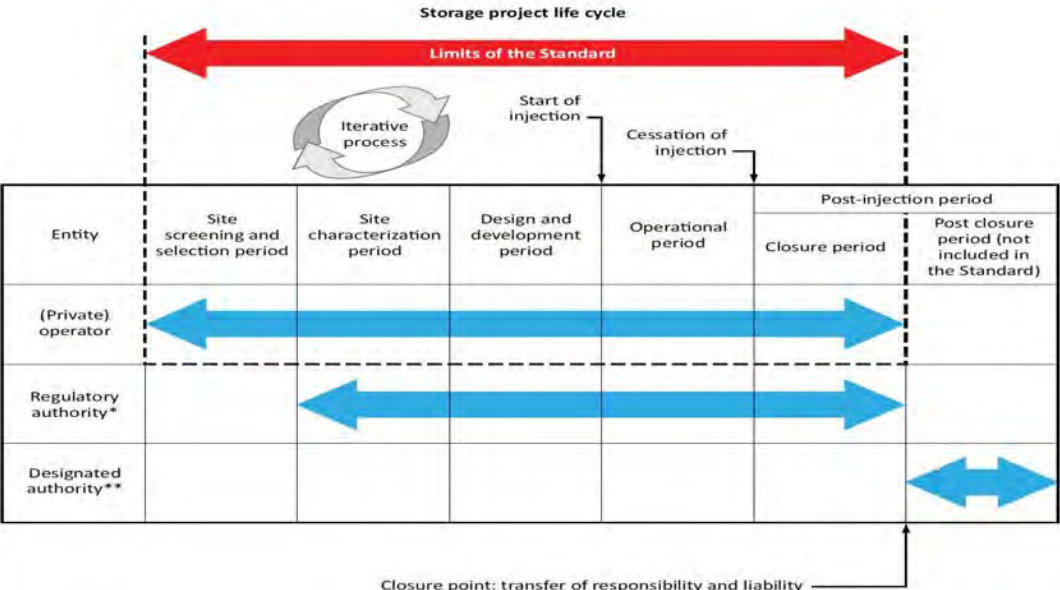 Storage project life cycle
Limits of the Standard
Iterative
process
Start of
injection
Cessation of
injection
Entity
Site
screening and
selection period
Site
characterization
period
Design and
development
period
Operational
period
Post-injection period
Closure period
Post closure
period (not
included in
the Standard)
(Private)
operator
Regulatory
authority*
Designated
authority**
Closure point: transfer of responsibility and liability